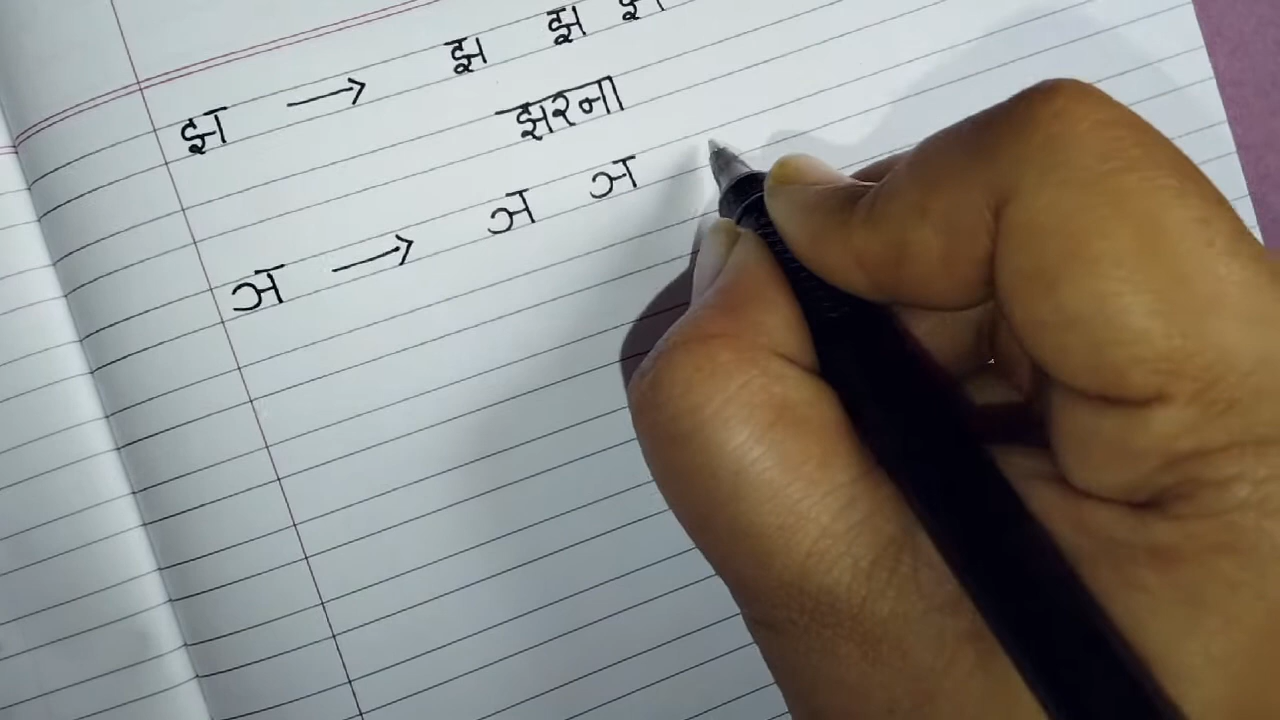 झ → झ झ झ
झरना
ञ → ञ ञ